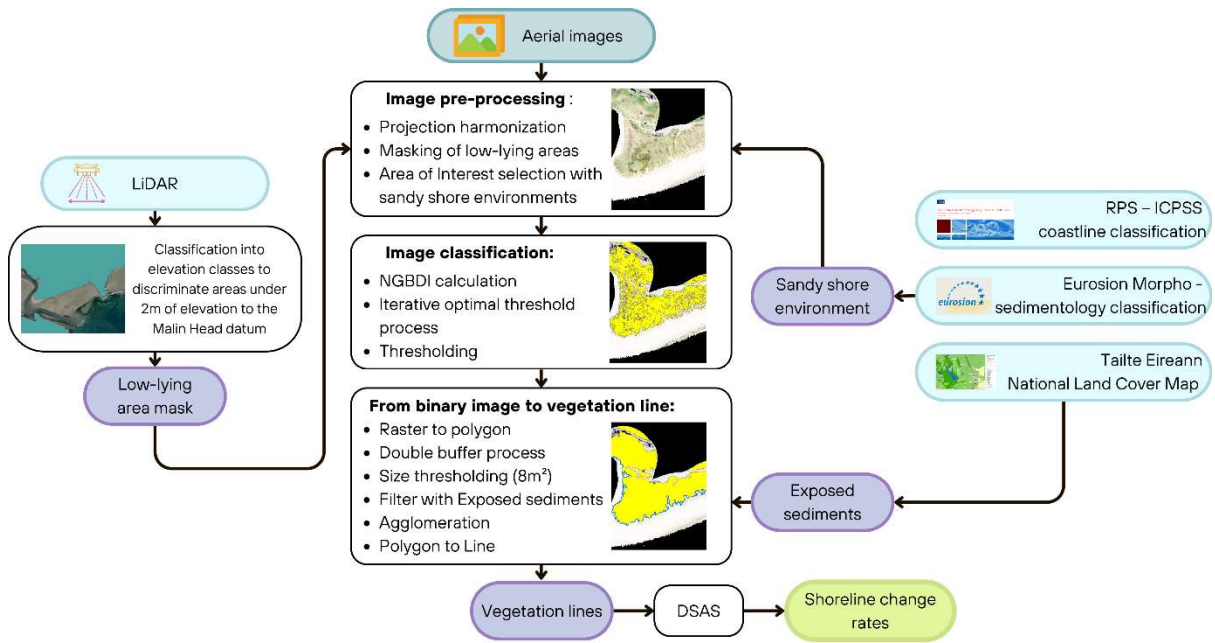 Aerial images
Image pre-processing :
• Projection harmonization
• Masking of low-lying areas
• Area of Interest selection with
sandy shore environments
LiDAR
Classification into
elevation classes to
discriminate areas under
2m of elevation to the
Malin Head datum
Low-lying
area mask
Image classification:
• NGBDI calculation
• Iterative optimal threshold
process
• Thresholding
From binary image to vegetation line:
• Raster to polygon
• Double buffer process
• Size thresholding (8m²)
• Filter with Exposed sediments
• Agglomeration
• Polygon to Line
RPS – ICPSS
coastline classification
eurosion
Eurosion Morpho -
sedimentology classification
Tailte Eireann
National Land Cover Map
Sandy shore
environment
Exposed
sediments
Vegetation lines
DSAS
Shoreline change
rates